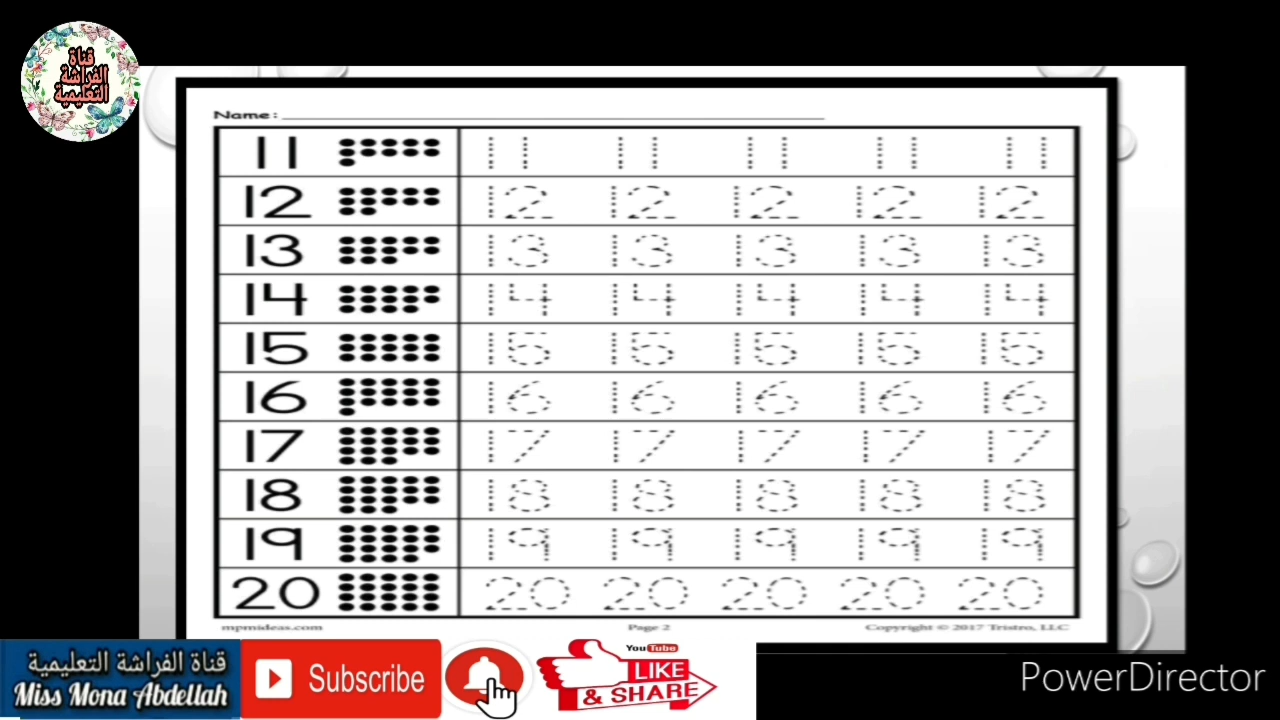 قناة
الفراشة
التعليمية
Name:
11 11 11 11 11 11
12 12 12 12 12 12
13 13 13 13 13 13
14 14 14 14 14 14
15 15 15 15 15 15
16 16 16 16 16 16
17 17 17 17 17 17
18 18 18 18 18 18
19 19 19 19 19 19
20 20 20 20 20 20
mpmideas.com Page 2 Copyright © 2017 Tristro, LLC
قناة الفراشة التعليمية
Miss Mona Abdellah
Subscribe
YouTube
LIKE
& SHARE
PowerDirector